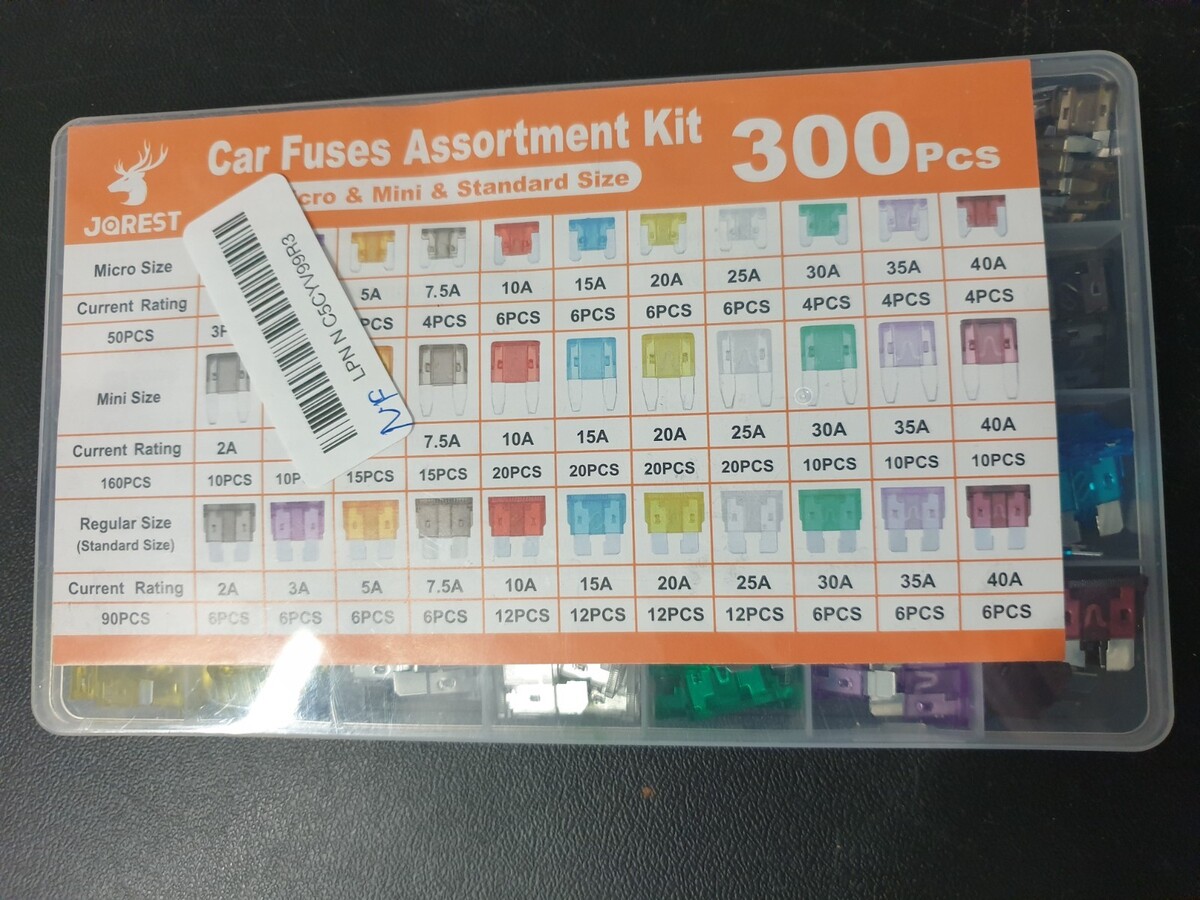 Car Fuses Assortment Kit
300Pcs
cro & Mini & Standard Size
JOREST
LPN N C5CYV99R3
NF
Micro Size
Current Rating 5A 7.5A 10A 15A 20A 25A 30A 35A 40A
50PCS PCS 4PCS 6PCS 6PCS 6PCS 6PCS 4PCS 4PCS 4PCS
Mini Size
Current Rating 2A 7.5A 10A 15A 20A 25A 30A 35A 40A
160PCS 10PCS 10P 15PCS 15PCS 20PCS 20PCS 20PCS 20PCS 10PCS 10PCS 10PCS
Regular Size
(Standard Size)
Current Rating 2A 3A 5A 7.5A 10A 15A 20A 25A 30A 35A 40A
90PCS 6PCS 6PCS 6PCS 6PCS 12PCS 12PCS 12PCS 12PCS 6PCS 6PCS 6PCS